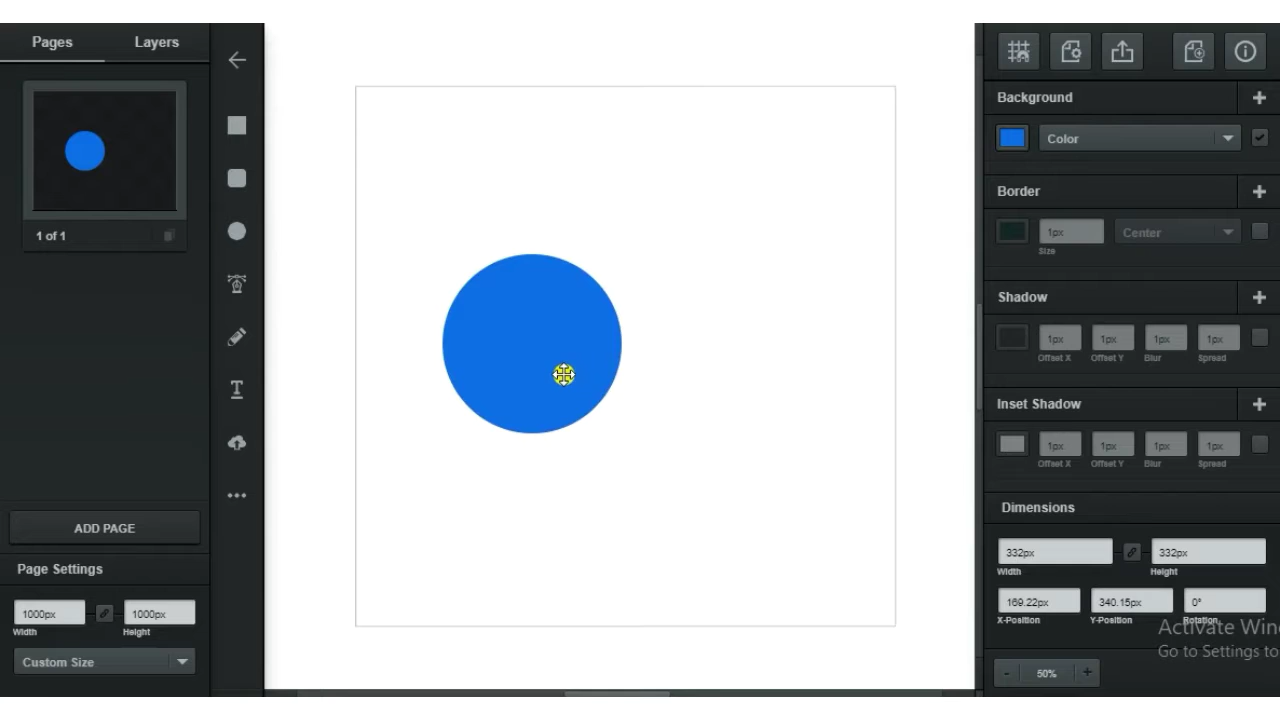 Pages Layers
1 of 1
ADD PAGE
Page Settings
1000px 1000px
Width Height
Custom Size
Background
Color
Border
1px Center
Size
Shadow
1px 1px 1px 1px
Offset X Offset Y Blur Spread
Inset Shadow
1px 1px 1px 1px
Offset X Offset Y Blur Spread
Dimensions
332px 332px
Width Height
169.22px 340.15px 0°
X-Position Y-Position Rotation
Activate Win
Go to Settings to
- 50% +